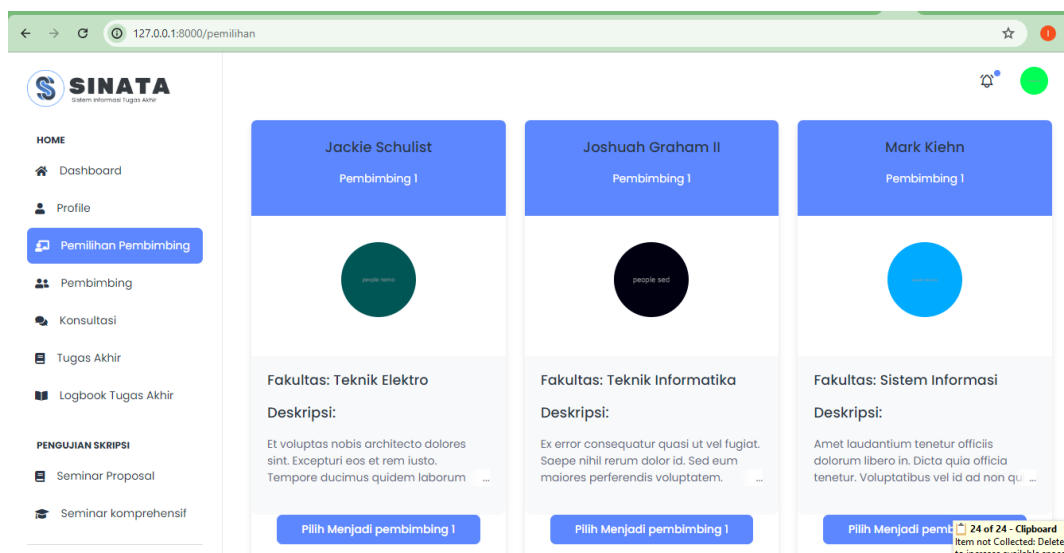 127.0.0.1:8000/pemilihan
SINATA
Sistem Informasi Tugas Akhir
HOME
Dashboard
Profile
Pemilihan Pembimbing
Pembimbing
Konsultasi
Tugas Akhir
Logbook Tugas Akhir
PENGUJIAN SKRIPSI
Seminar Proposal
Seminar komprehensif
Jackie Schulist
Pembimbing 1
people nemo
Fakultas: Teknik Elektro
Deskripsi:
Et voluptas nobis architecto dolores
sint. Excepturi eos et rem iusto.
Tempore ducimus quidem laborum ...
Pilih Menjadi pembimbing 1
Joshuah Graham II
Pembimbing 1
people sed
Fakultas: Teknik Informatika
Deskripsi:
Ex error consequatur quasi ut vel fugiat.
Saepe nihil rerum dolor id. Sed eum
maiores perferendis voluptatem. ...
Pilih Menjadi pembimbing 1
Mark Kiehn
Pembimbing 1
Fakultas: Sistem Informasi
Deskripsi:
Amet laudantium tenetur officiis
dolorum libero in. Dicta quia officia
tenetur. Voluptatibus vel id ad non qu ...
Pilih Menjadi pemb
24 of 24 - Clipboard
Item not Collected: Delete